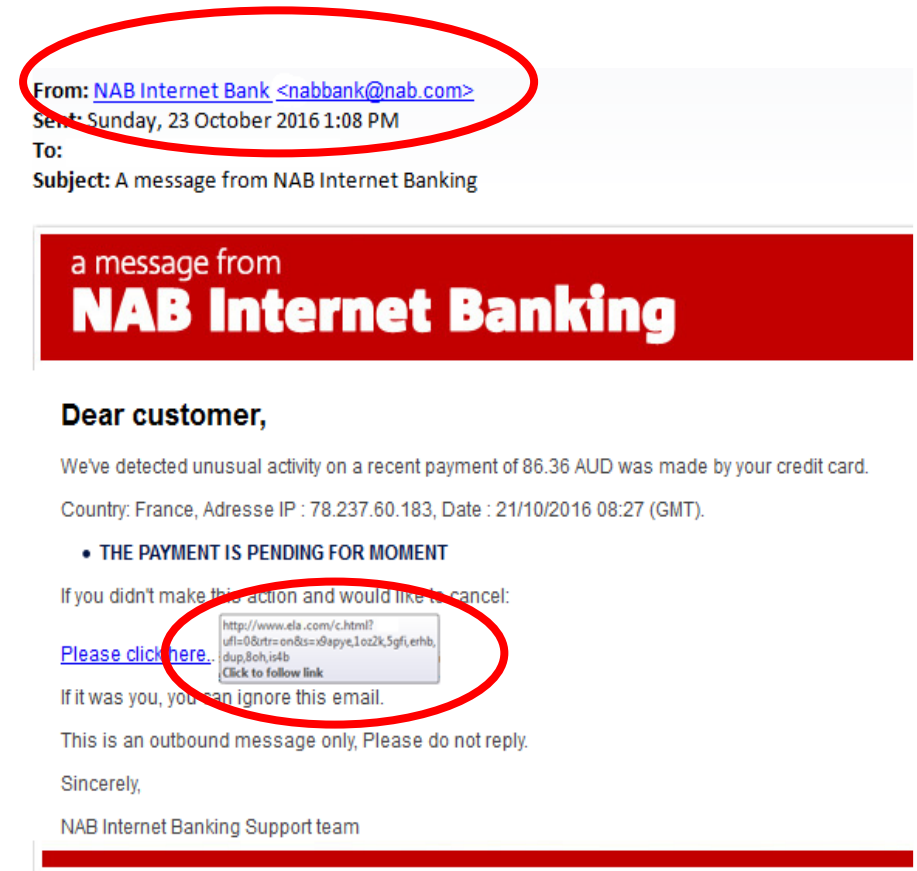 From: NAB Internet Bank <nabbank@nab.com>
Sent: Sunday, 23 October 2016 1:08 PM
To:
Subject: A message from NAB Internet Banking
a message from
NAB Internet Banking
Dear customer,
We've detected unusual activity on a recent payment of 86.36 AUD was made by your credit card.
Country: France, Adresse IP : 78.237.60.183, Date : 21/10/2016 08:27 (GMT).
• THE PAYMENT IS PENDING FOR MOMENT
If you didn't make this action and would like to cancel:
http://www.ela .com/c.html?
ufl=0&rtr=on&s=x9apye,1oz2k,5gfi,erhb,
dup,8oh,is4b
Click to follow link
Please click here..
If it was you, you can ignore this email.
This is an outbound message only, Please do not reply.
Sincerely,
NAB Internet Banking Support team